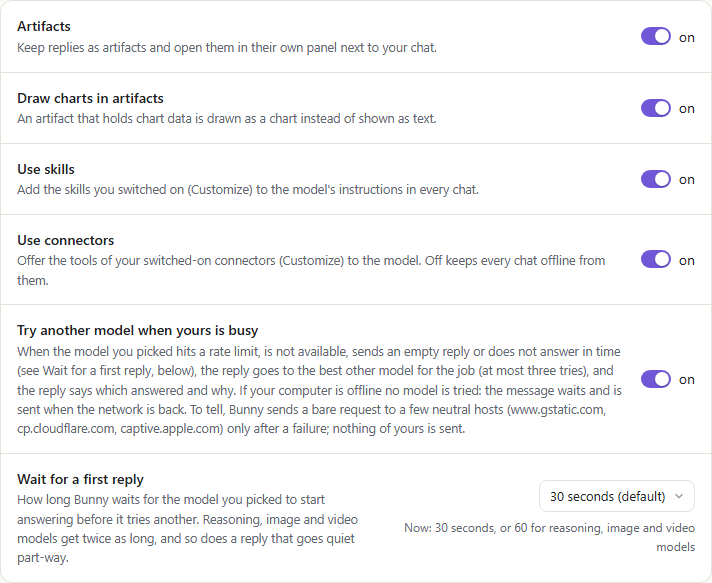 Artifacts
Keep replies as artifacts and open them in their own panel next to your chat.
on
Draw charts in artifacts
An artifact that holds chart data is drawn as a chart instead of shown as text.
on
Use skills
Add the skills you switched on (Customize) to the model's instructions in every chat.
on
Use connectors
Offer the tools of your switched-on connectors (Customize) to the model. Off keeps every chat offline from
them.
on
Try another model when yours is busy
When the model you picked hits a rate limit, is not available, sends an empty reply or does not answer in time
(see Wait for a first reply, below), the reply goes to the best other model for the job (at most three tries), and
the reply says which answered and why. If your computer is offline no model is tried: the message waits and is
sent when the network is back. To tell, Bunny sends a bare request to a few neutral hosts (www.gstatic.com,
cp.cloudflare.com, captive.apple.com) only after a failure; nothing of yours is sent.
on
Wait for a first reply
How long Bunny waits for the model you picked to start
answering before it tries another. Reasoning, image and video
models get twice as long, and so does a reply that goes quiet
part-way.
30 seconds (default)
Now: 30 seconds, or 60 for reasoning, image and video
models